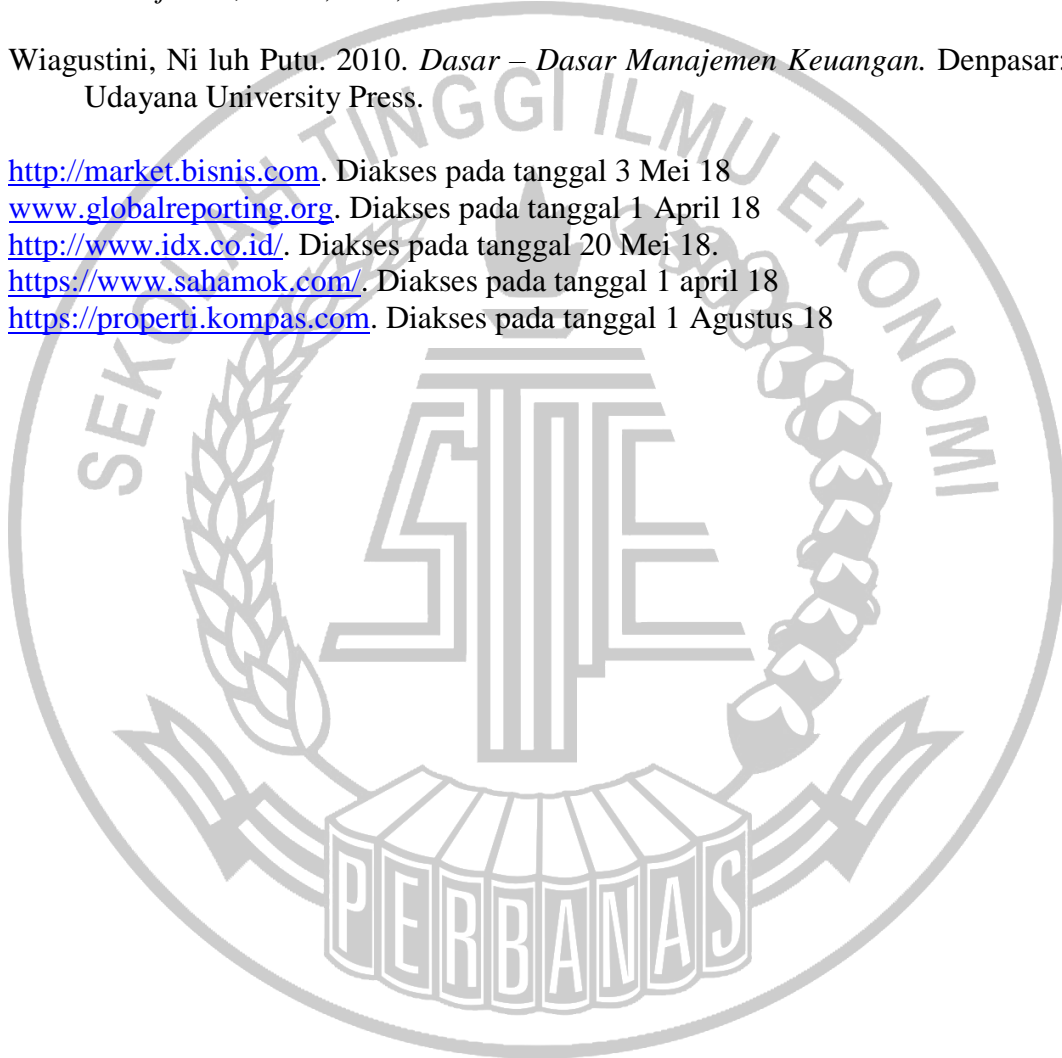 Wiagustini, Ni luh Putu. 2010. Dasar – Dasar Manajemen Keuangan. Denpasar:
Udayana University Press.
http://market.bisnis.com. Diakses pada tanggal 3 Mei 18
www.globalreporting.org. Diakses pada tanggal 1 April 18
http://www.idx.co.id/. Diakses pada tanggal 20 Mei 18.
https://www.sahamok.com/. Diakses pada tanggal 1 april 18
https://properti.kompas.com. Diakses pada tanggal 1 Agustus 18
SEKOLAH TINGGI ILMU EKONOMI
STIE
PERBANAS